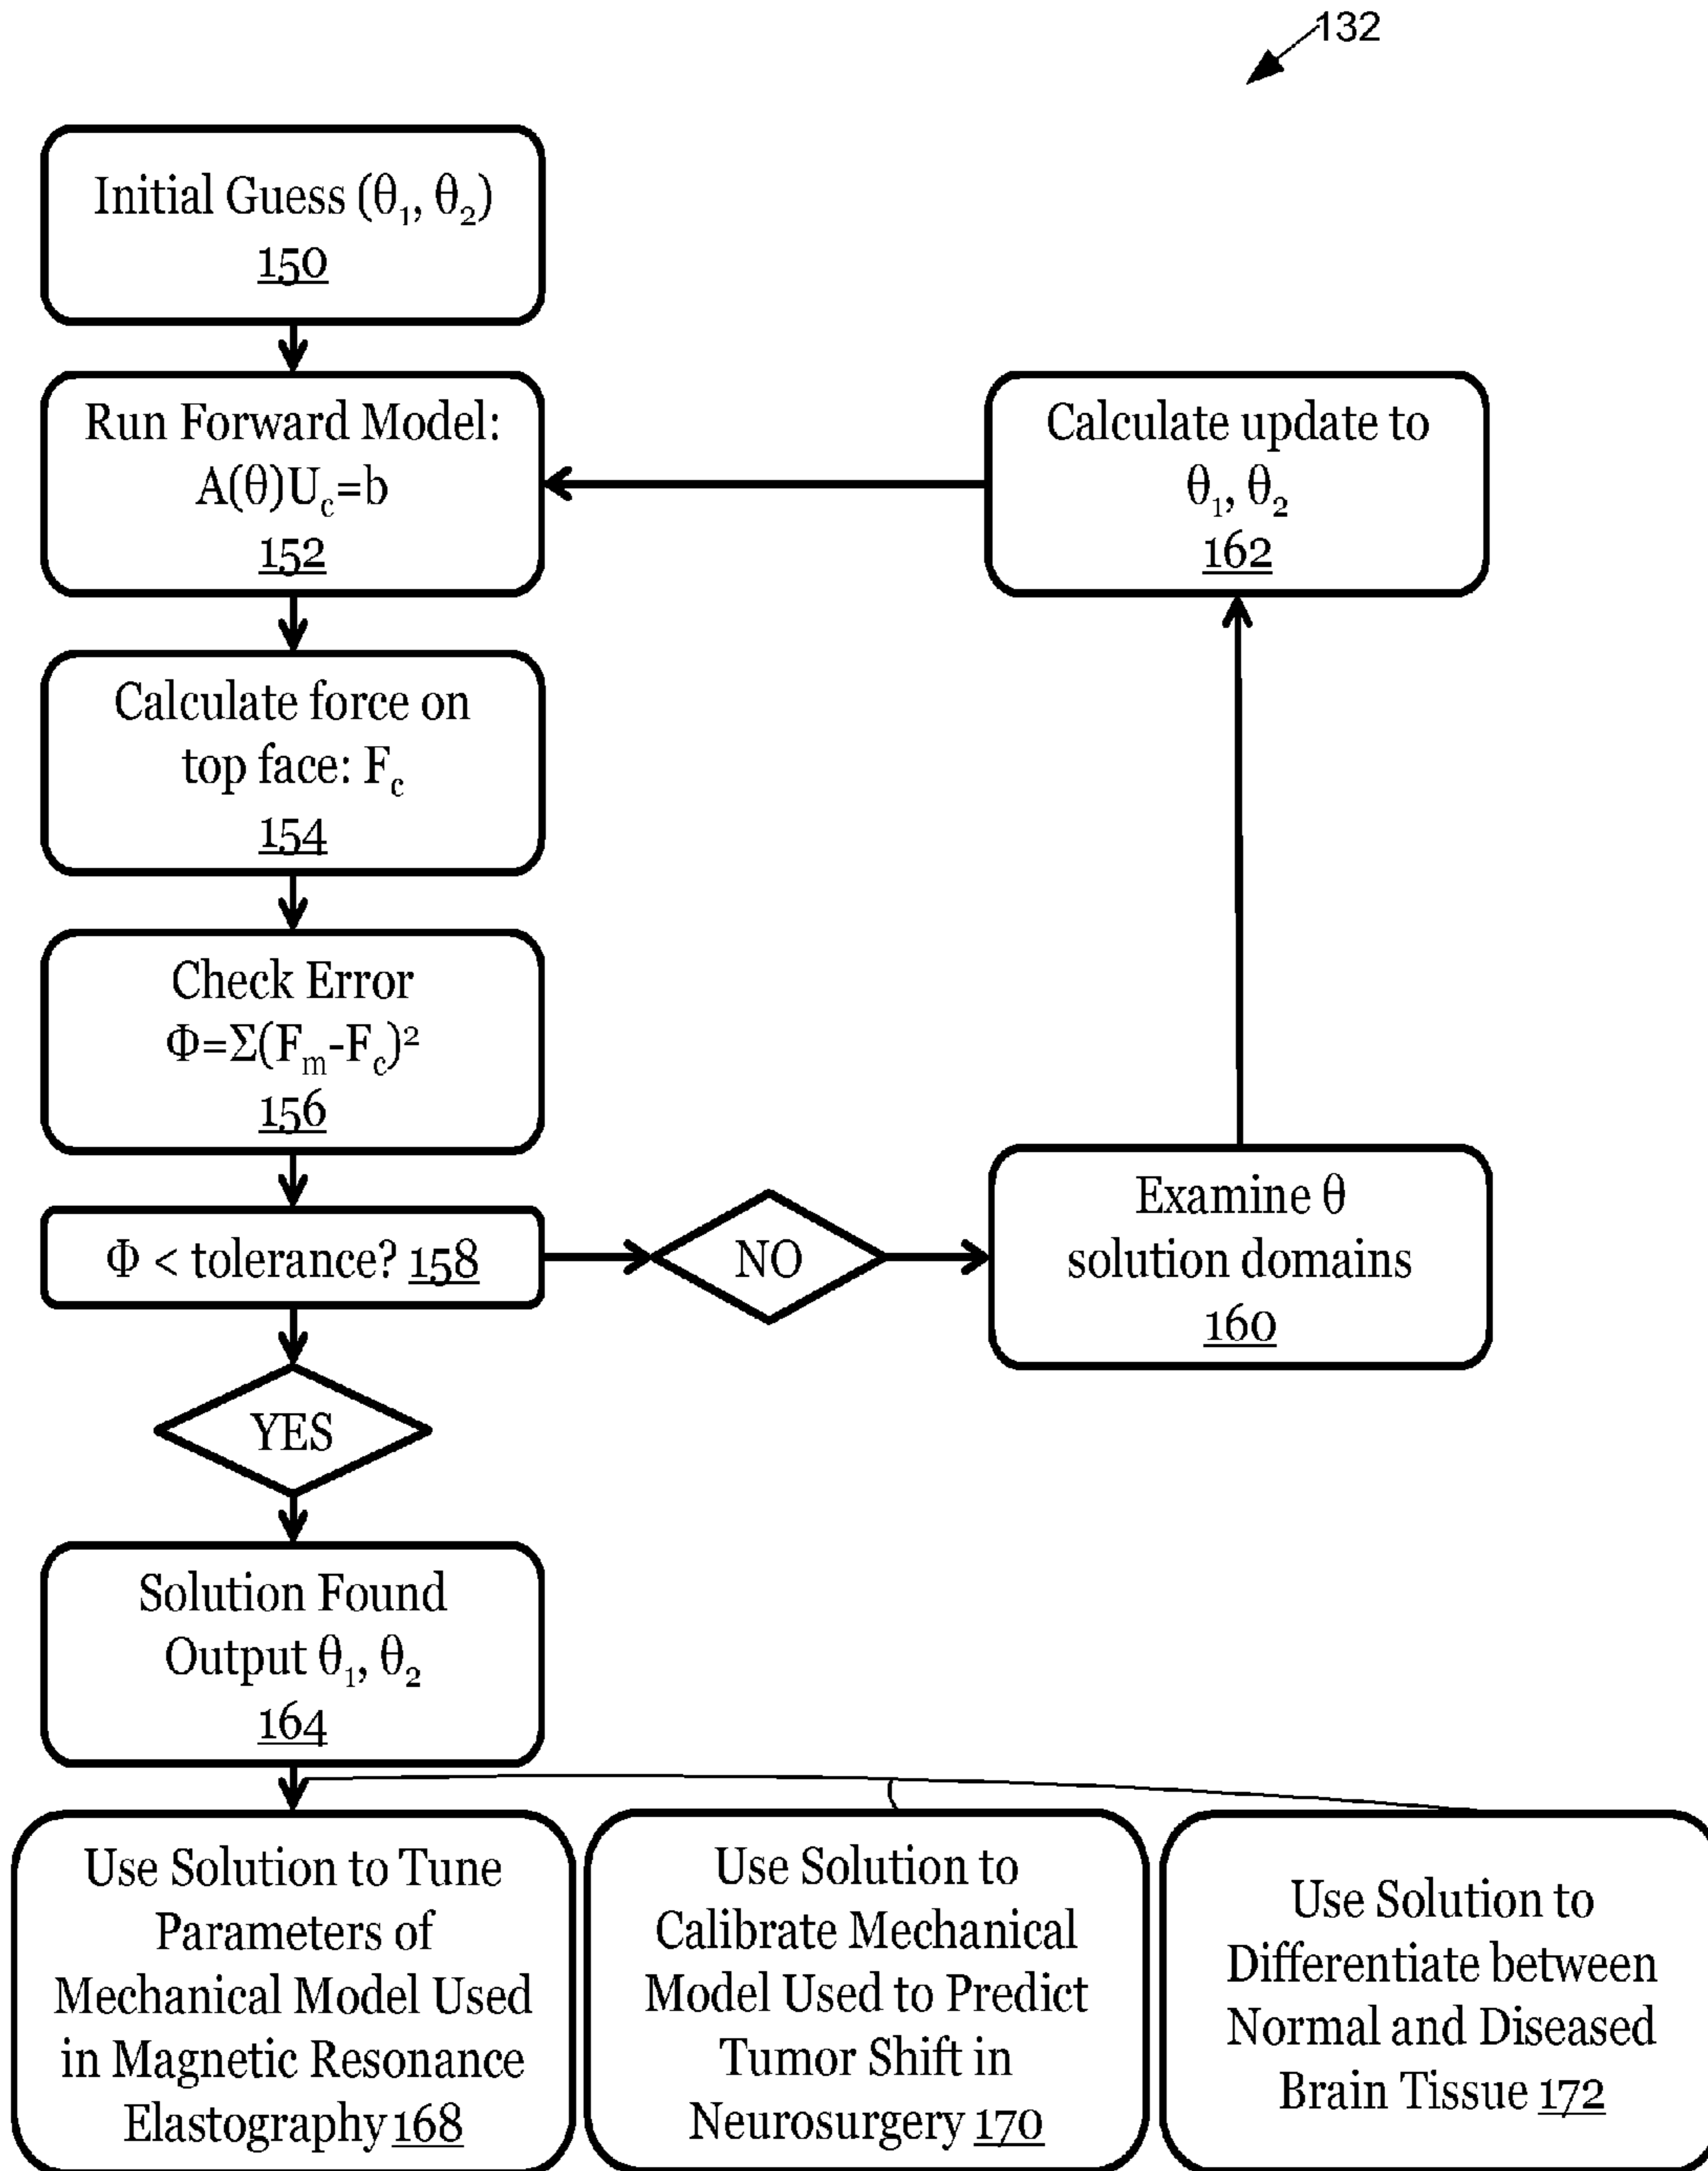 132
Initial Guess (θ₁, θ₂)
150
Run Forward Model:
A(θ)U_c=b
152
Calculate update to
θ₁, θ₂
162
Calculate force on
top face: F_c
154
Check Error
Φ=Σ(F_m-F_c)²
156
Φ < tolerance? 158
NO
Examine θ
solution domains
160
YES
Solution Found
Output θ₁, θ₂
164
Use Solution to Tune
Parameters of
Mechanical Model Used
in Magnetic Resonance
Elastography 168
Use Solution to
Calibrate Mechanical
Model Used to Predict
Tumor Shift in
Neurosurgery 170
Use Solution to
Differentiate between
Normal and Diseased
Brain Tissue 172